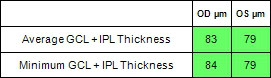 OD µm OS µm
Average GCL + IPL Thickness 83 79
Minimum GCL + IPL Thickness 84 79